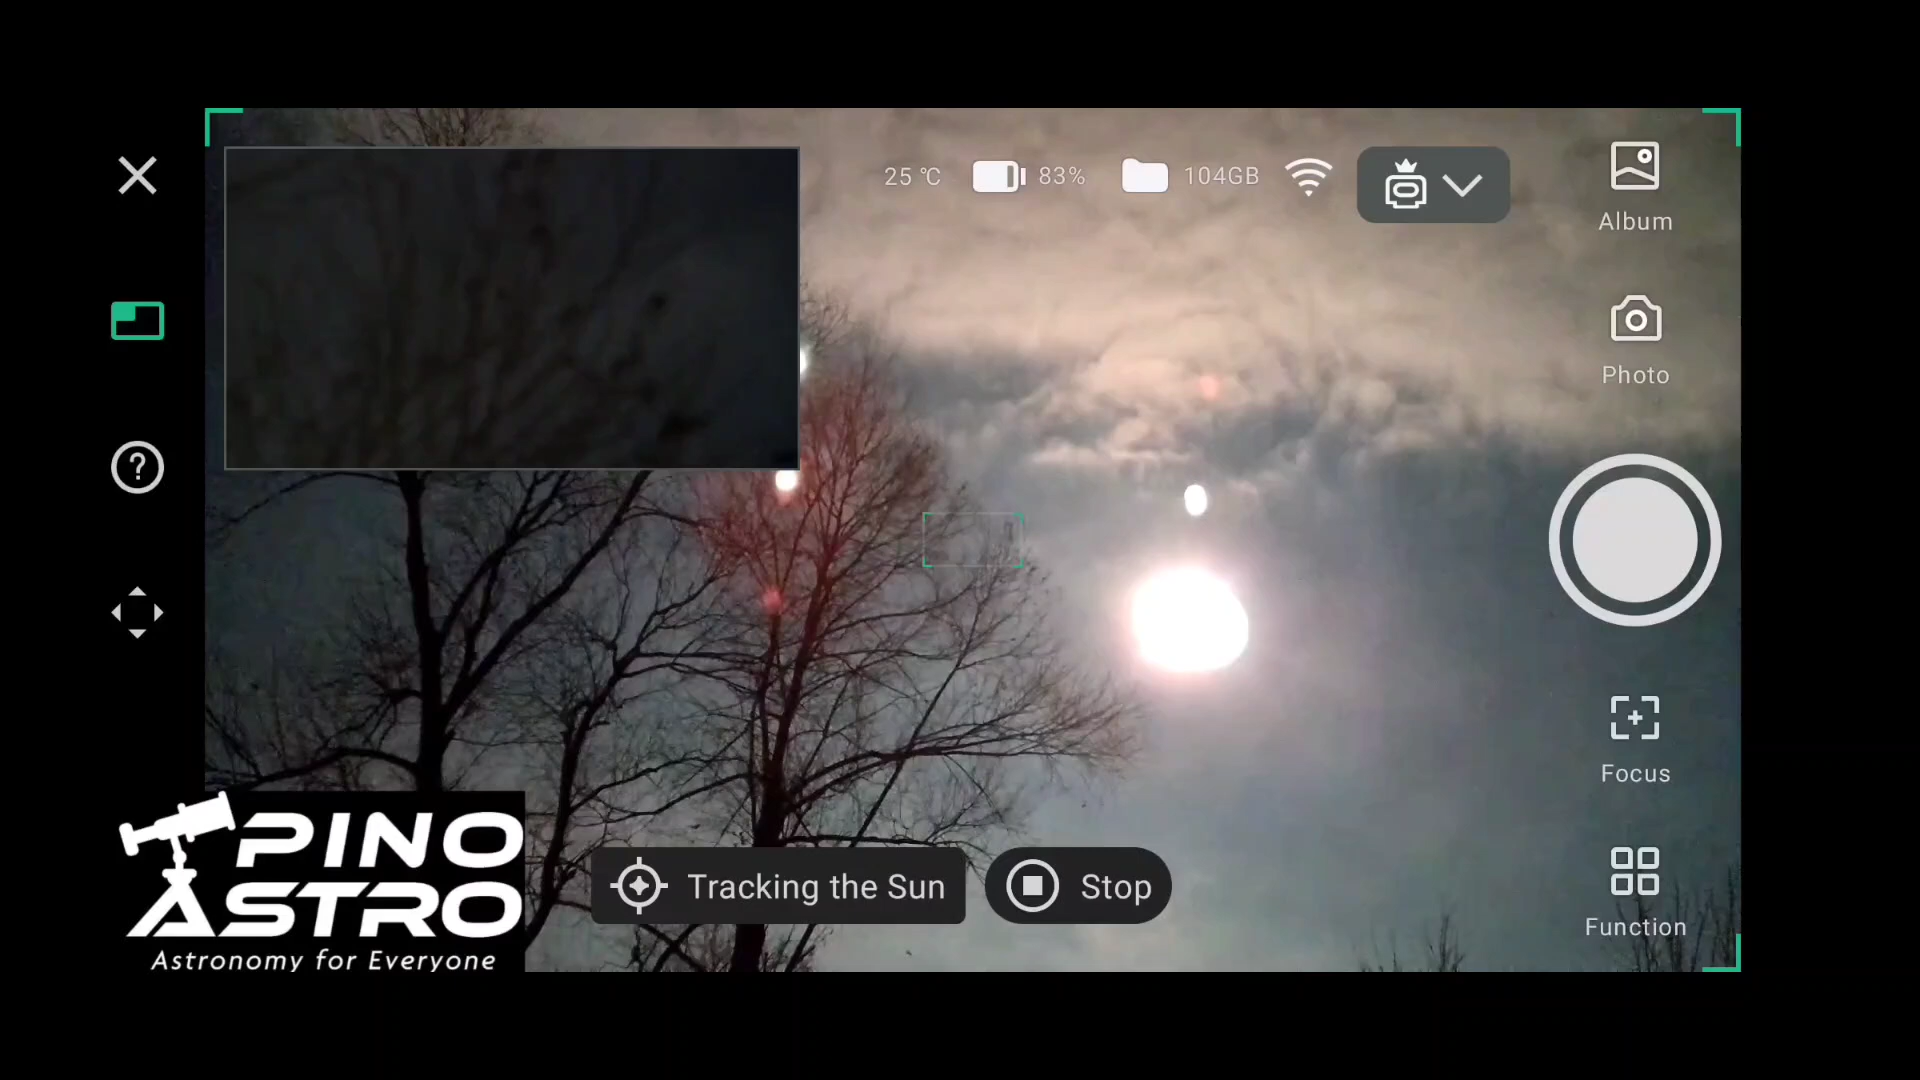 25 °C
83%
104GB
Album
Photo
Focus
Function
Tracking the Sun
Stop
PINO
ASTRO
Astronomy for Everyone